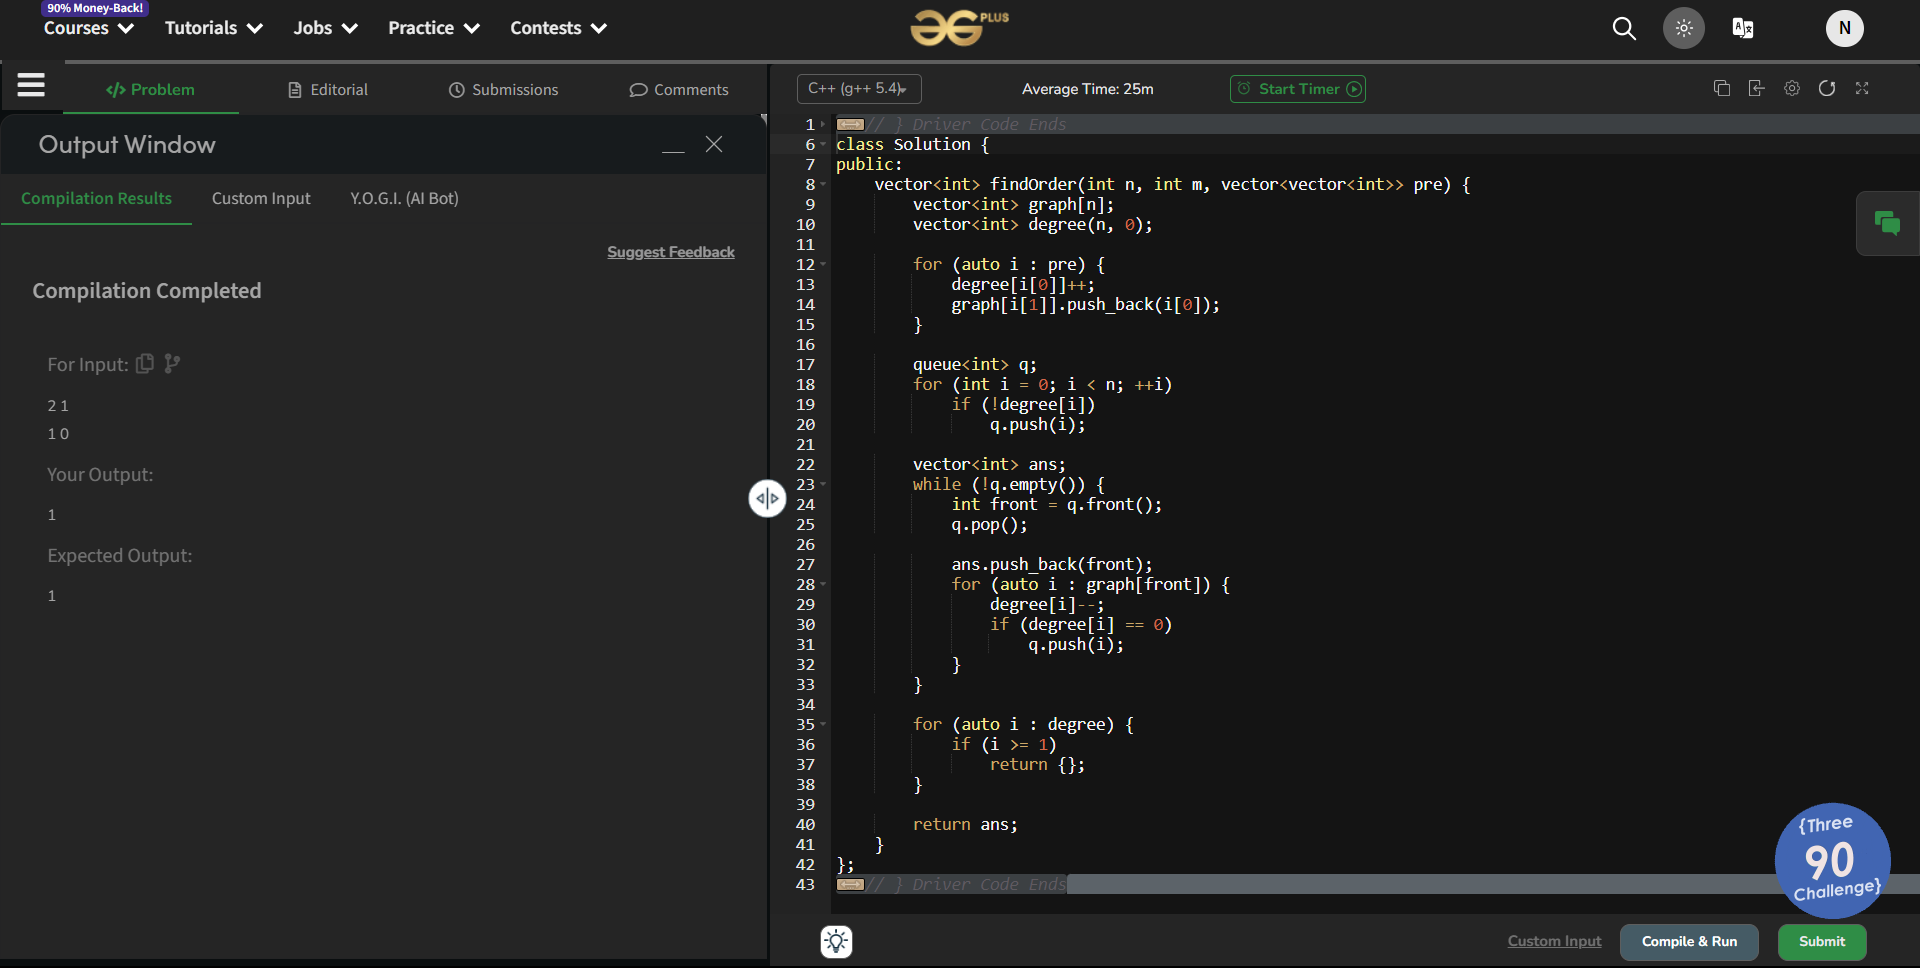 90% Money-Back!
Courses Tutorials Jobs Practice Contests
GG PLUS
N
Problem Editorial Submissions Comments
C++ (g++ 5.4) Average Time: 25m Start Timer
Output Window
Compilation Results Custom Input Y.O.G.I. (AI Bot)
Suggest Feedback
Compilation Completed
For Input:
2 1
1 0
Your Output:
1
Expected Output:
1
1 // } Driver Code Ends
6 class Solution {
7 public:
8 vector<int> findOrder(int n, int m, vector<vector<int>> pre) {
9 vector<int> graph[n];
10 vector<int> degree(n, 0);
11
12 for (auto i : pre) {
13 degree[i[0]]++;
14 graph[i[1]].push_back(i[0]);
15 }
16
17 queue<int> q;
18 for (int i = 0; i < n; ++i)
19 if (!degree[i])
20 q.push(i);
21
22 vector<int> ans;
23 while (!q.empty()) {
24 int front = q.front();
25 q.pop();
26
27 ans.push_back(front);
28 for (auto i : graph[front]) {
29 degree[i]--;
30 if (degree[i] == 0)
31 q.push(i);
32 }
33 }
34
35 for (auto i : degree) {
36 if (i >= 1)
37 return {};
38 }
39
40 return ans;
41 }
42 };
43 // } Driver Code Ends
{Three
90
Challenge}
Custom Input Compile & Run Submit